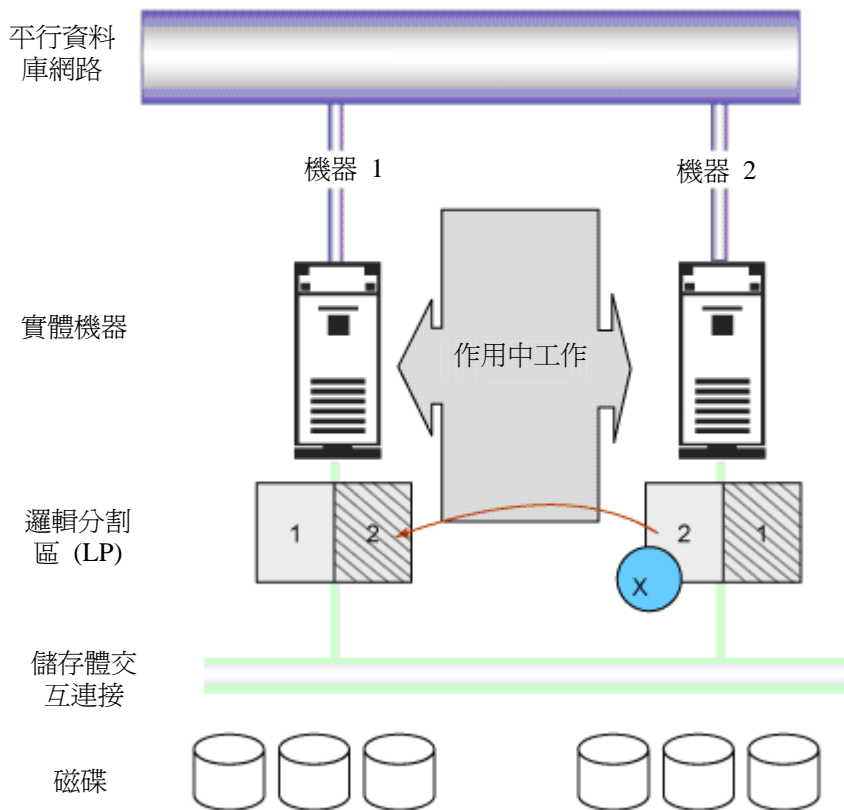 平行資料
庫網路
機器 1
機器 2
實體機器
作用中工作
邏輯分割
區 (LP)
1
2
2
1
X
儲存體交
互連接
磁碟